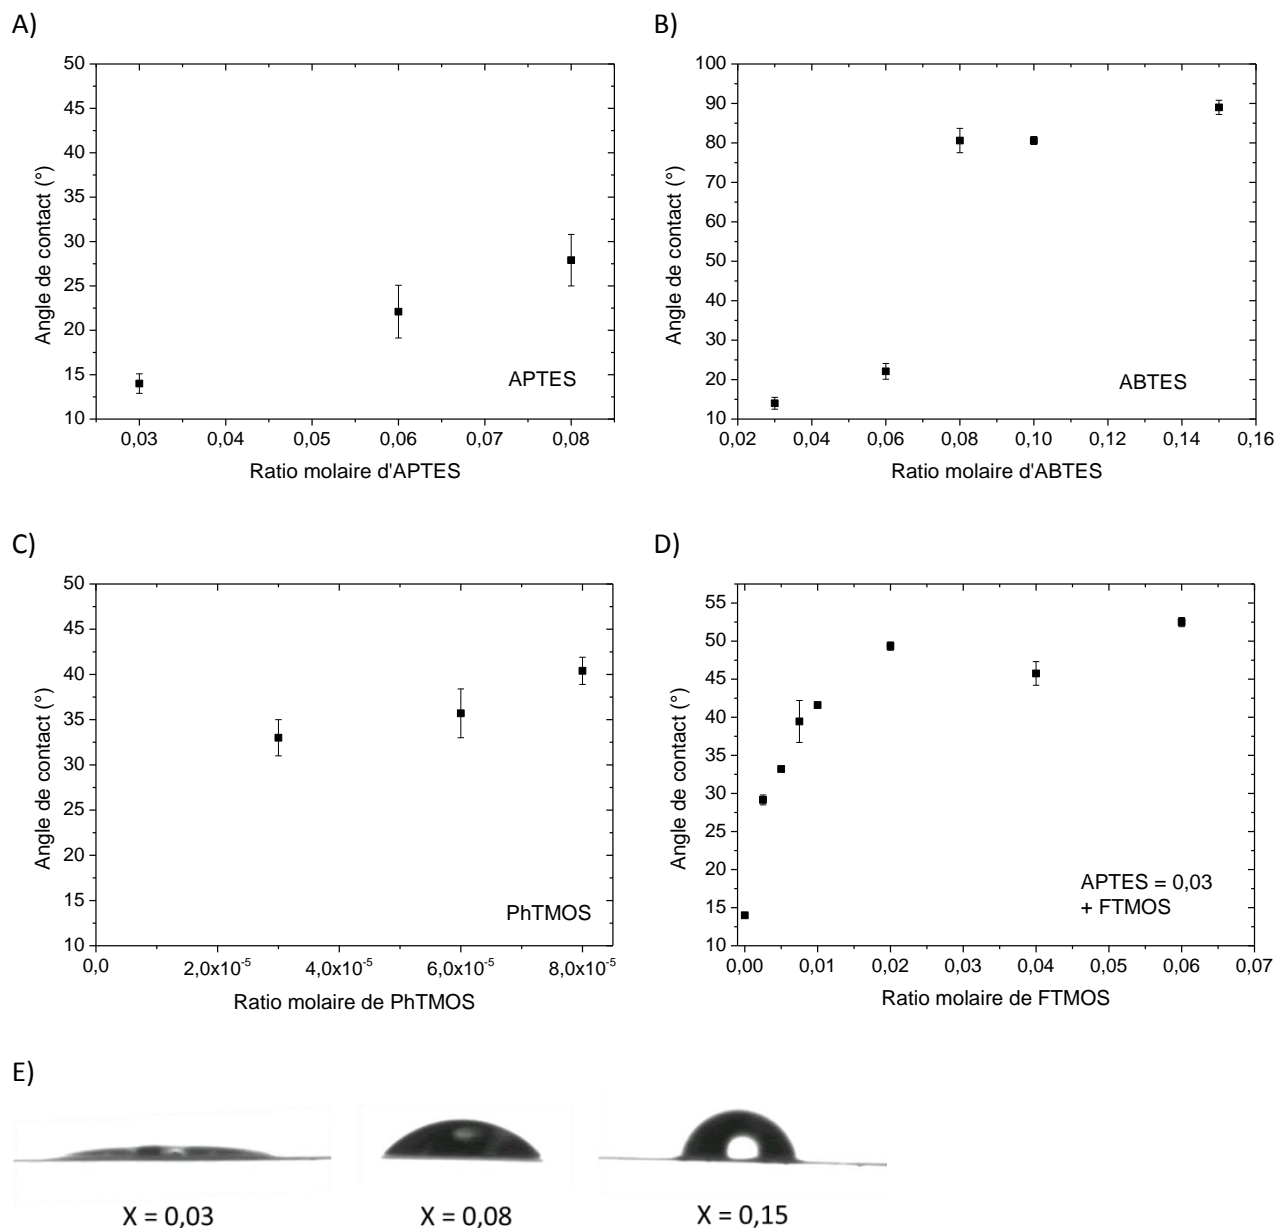 A)
50
45
40
35
30
25
20
15
10
Angle de contact (°)
APTES
0,03 0,04 0,05 0,06 0,07 0,08
Ratio molaire d'APTES
B)
100
90
80
70
60
50
40
30
20
10
Angle de contact (°)
ABTES
0,02 0,04 0,06 0,08 0,10 0,12 0,14 0,16
Ratio molaire d'ABTES
C)
50
45
40
35
30
25
20
15
10
Angle de contact (°)
PhTMOS
0,0 2,0x10⁻⁵ 4,0x10⁻⁵ 6,0x10⁻⁵ 8,0x10⁻⁵
Ratio molaire de PhTMOS
D)
55
50
45
40
35
30
25
20
15
10
Angle de contact (°)
APTES = 0,03
+ FTMOS
0,00 0,01 0,02 0,03 0,04 0,05 0,06 0,07
Ratio molaire de FTMOS
E)
X = 0,03 X = 0,08 X = 0,15